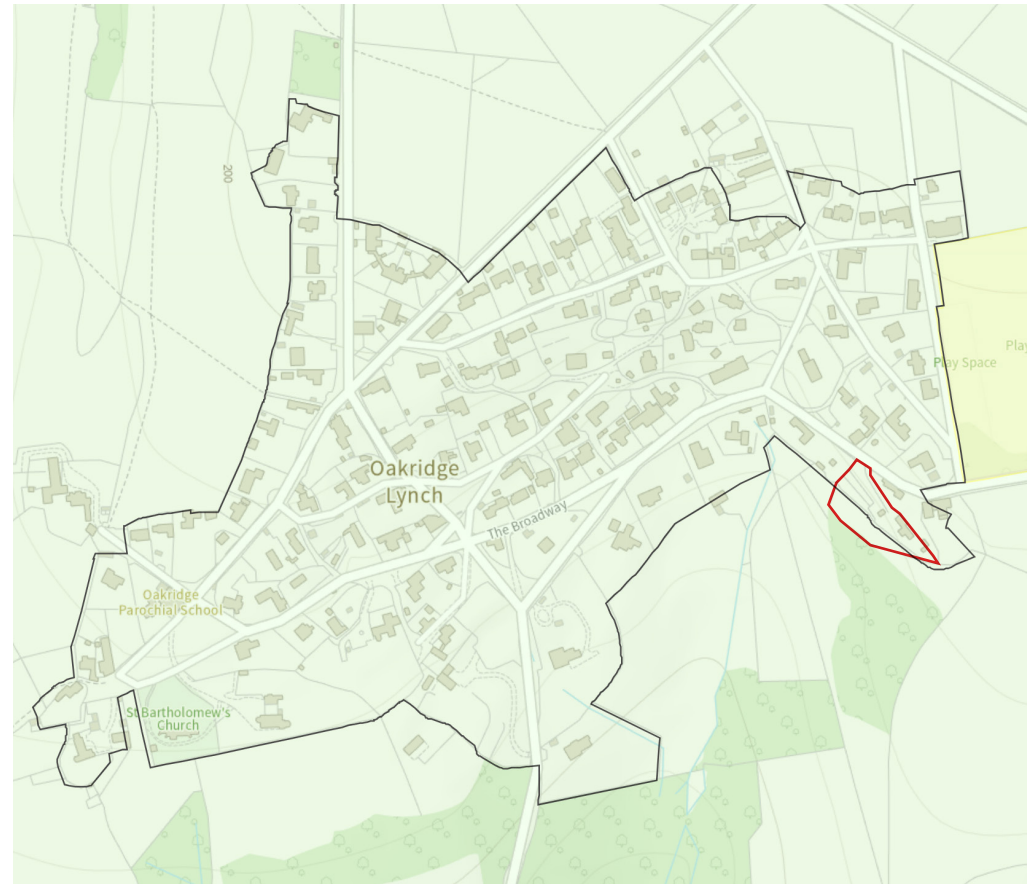 200
Play
Play Space
Oakridge
Lynch
The Broadway
Oakridge
Parochial School
St Bartholomew's
Church